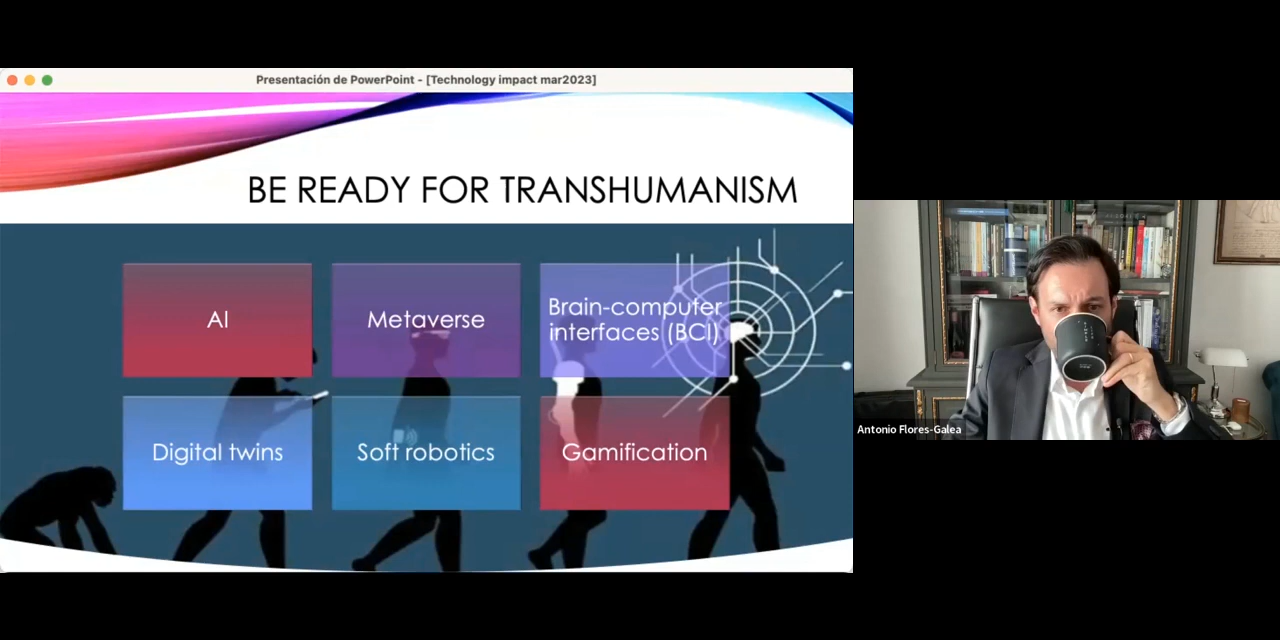 Presentación de PowerPoint - [Technology impact mar2023]
BE READY FOR TRANSHUMANISM
AI
Metaverse
Brain-computer
interfaces (BCI)
Digital twins
Soft robotics
Gamification
Antonio Flores-Galea